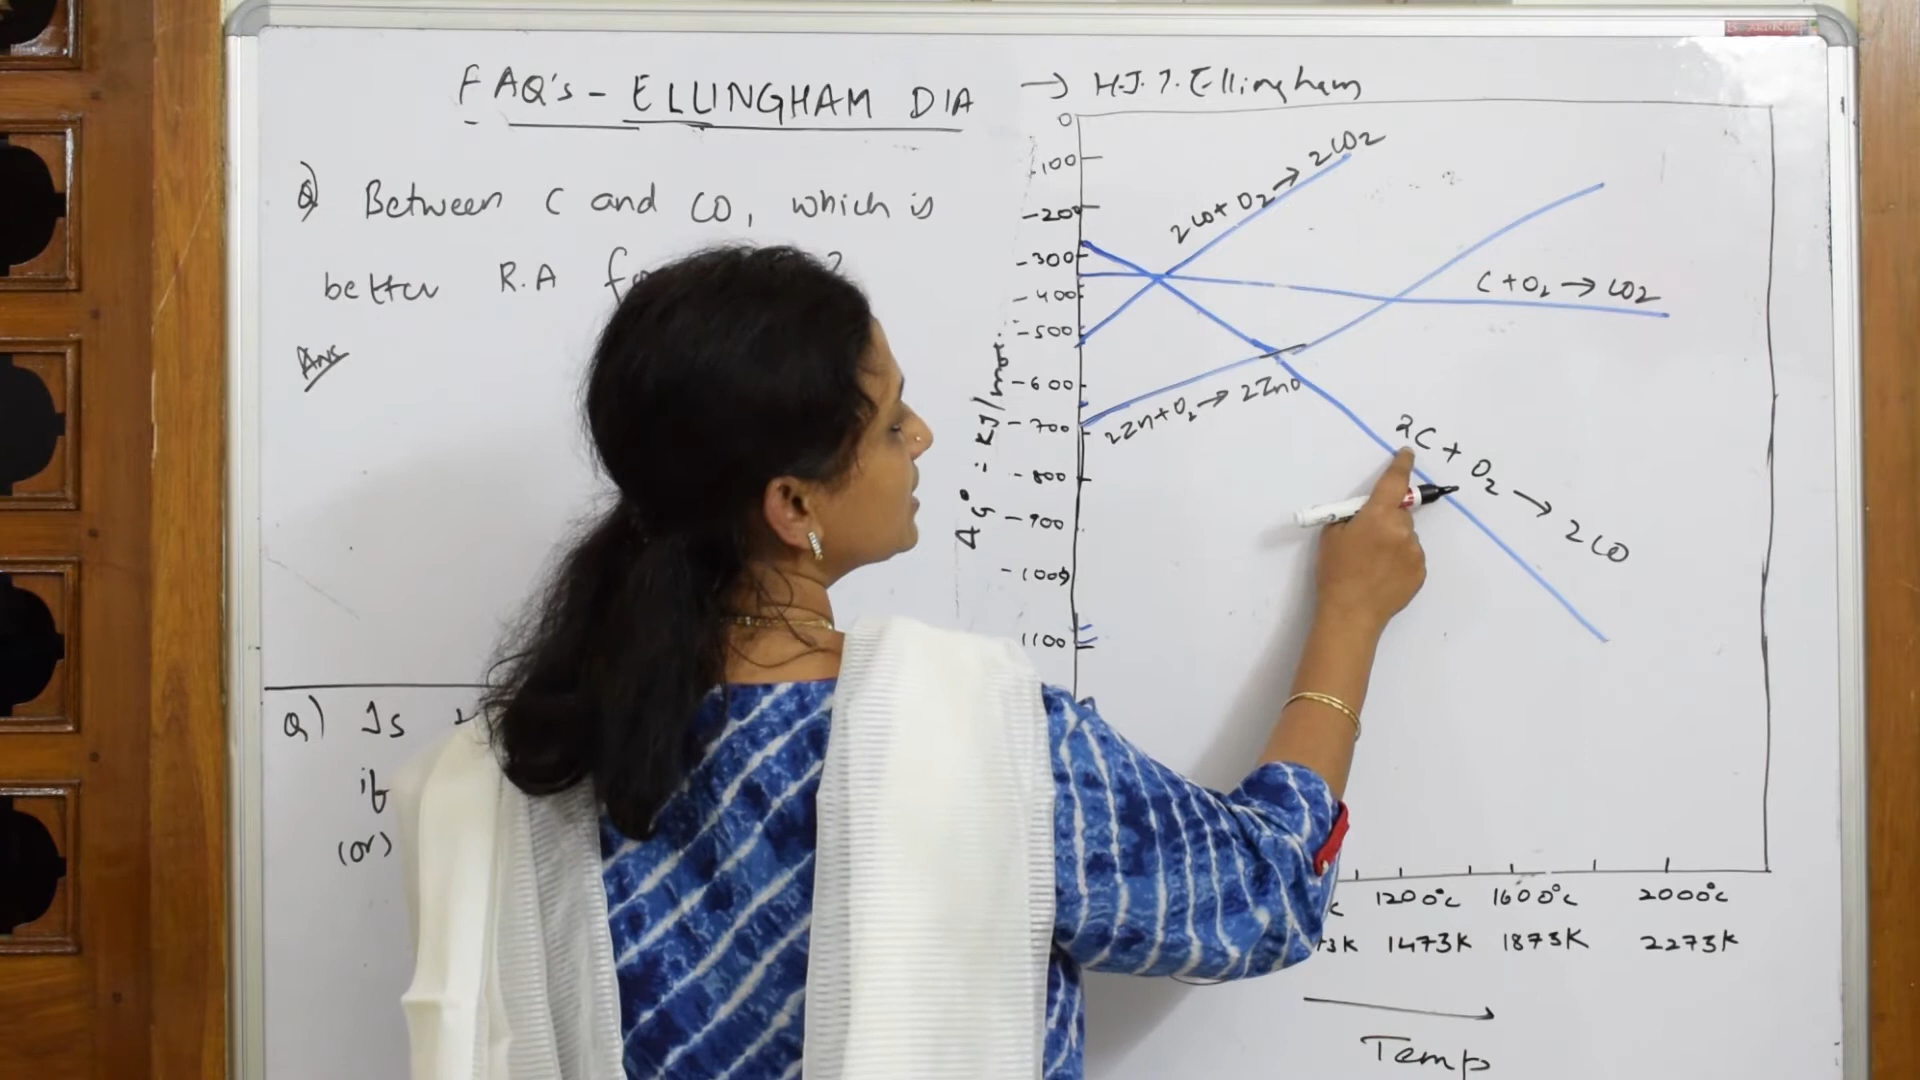 FAQ's - ELLINGHAM DIA
→ H.J.T. Ellingham
Q) Between C and CO, which is
better R.A ?
Ans
Q) Is
if
(or)
0
-100
-200
-300
-400
-500
-600
-700
-800
-900
-1000
1100
ΔG° = KJ/mol.
2CO + O2 → 2CO2
C + O2 → CO2
2Zn + O2 → 2ZnO
2C + O2 → 2CO
1200°C 1600°C 2000°C
73K 1473K 1873K 2273K
Temp